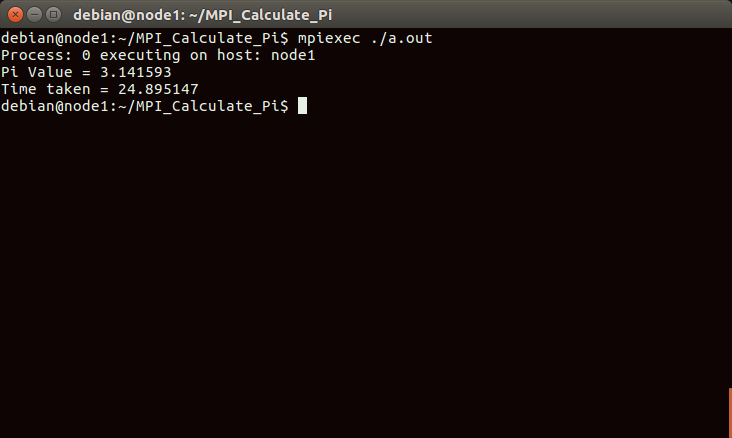 debian@node1: ~/MPI_Calculate_Pi
debian@node1:~/MPI_Calculate_Pi$ mpiexec ./a.out
Process: 0 executing on host: node1
Pi Value = 3.141593
Time taken = 24.895147
debian@node1:~/MPI_Calculate_Pi$